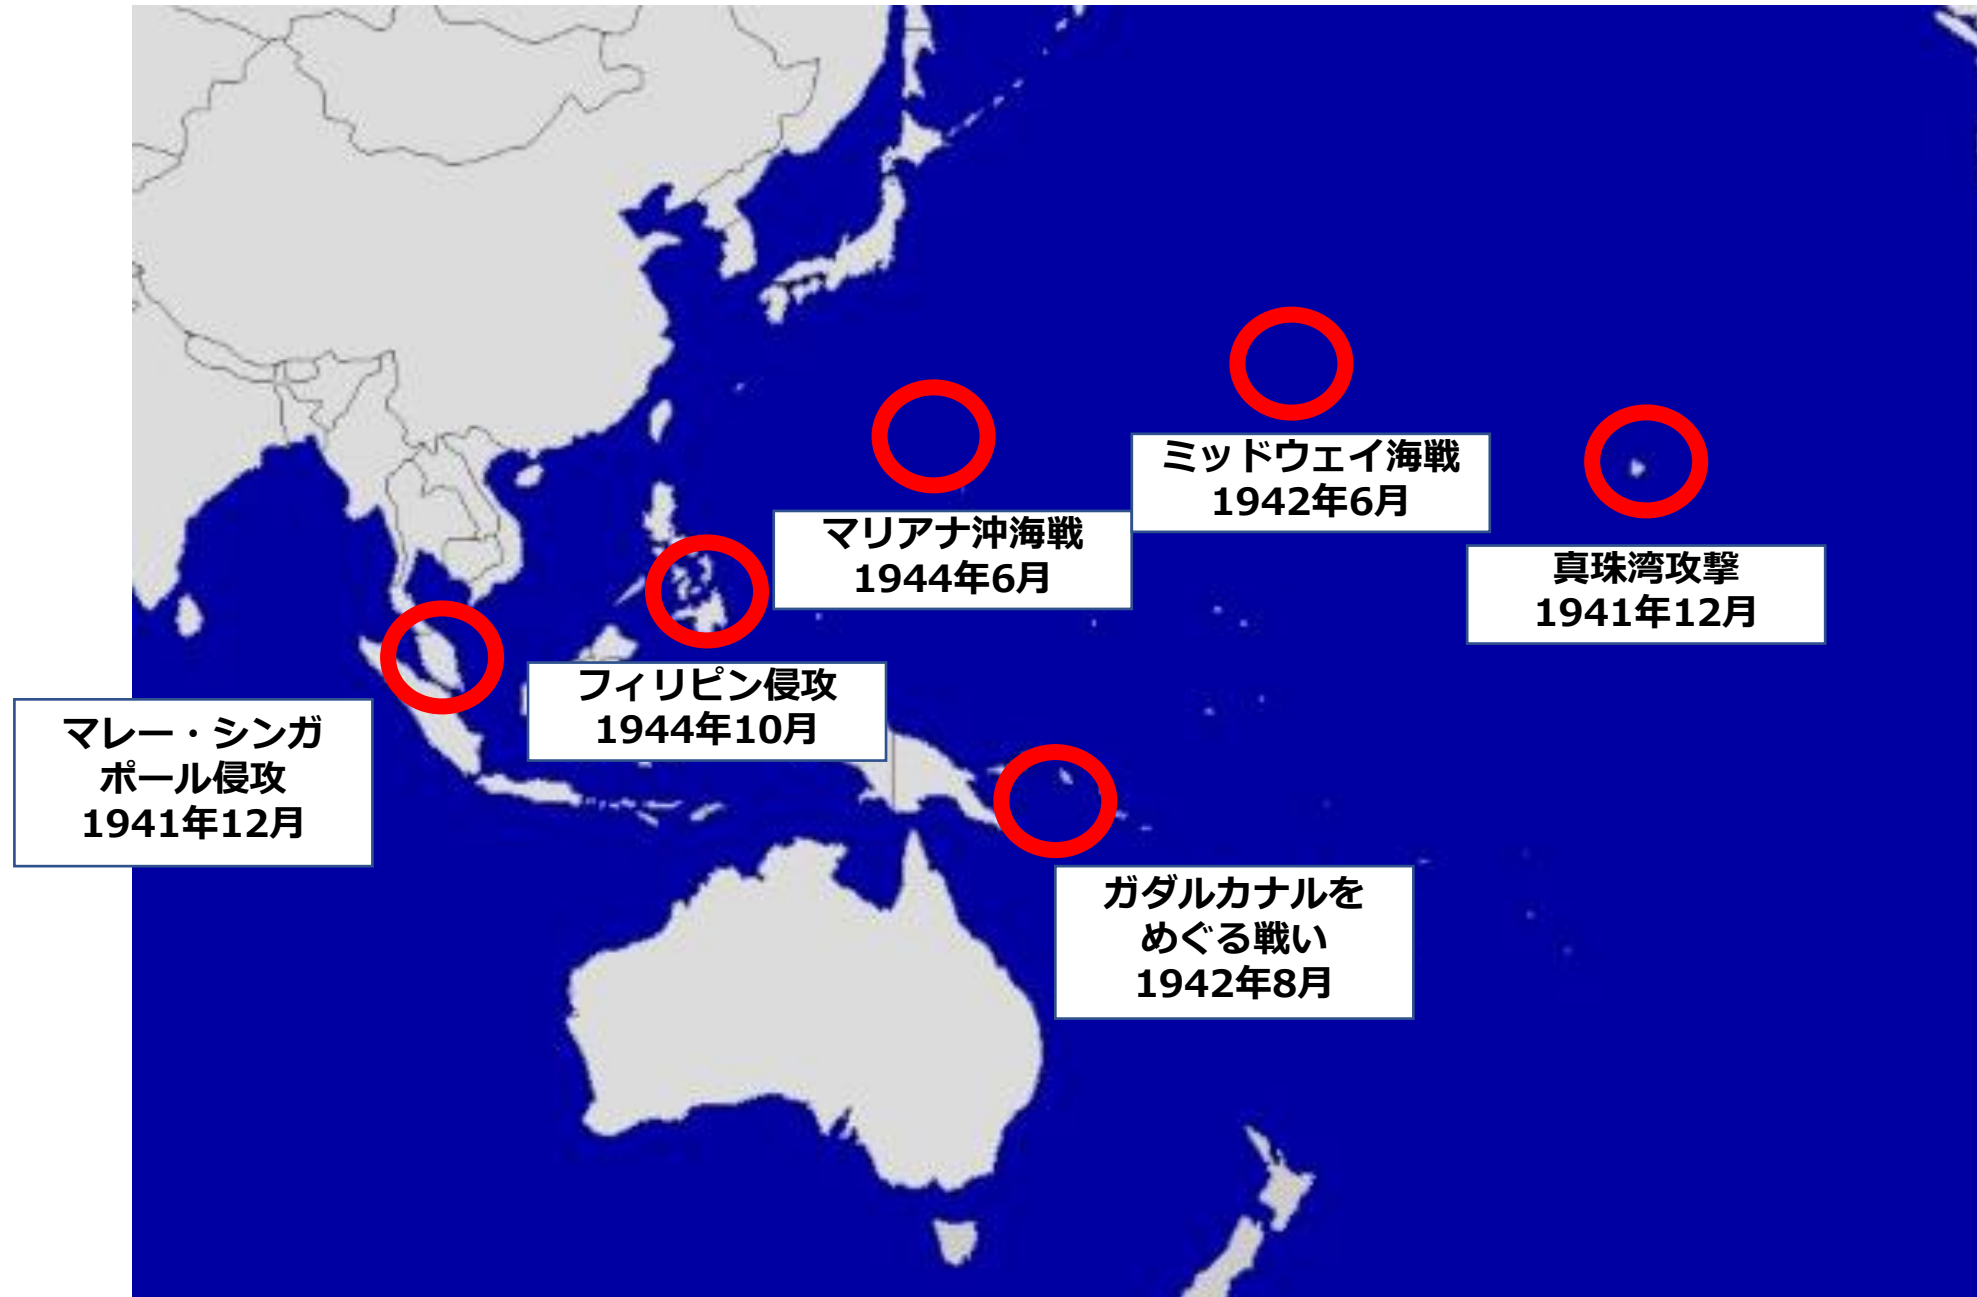 ミッドウェイ海戦
1942年6月
マリアナ沖海戦
1944年6月
真珠湾攻撃
1941年12月
フィリピン侵攻
1944年10月
マレー・シンガ
ポール侵攻
1941年12月
ガダルカナルを
めぐる戦い
1942年8月